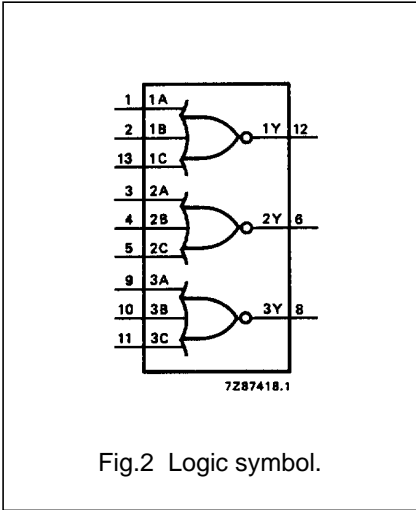 1 1A
2 1B 1Y 12
13 1C
3 2A
4 2B 2Y 6
5 2C
9 3A
10 3B 3Y 8
11 3C
7Z87418.1
Fig.2 Logic symbol.